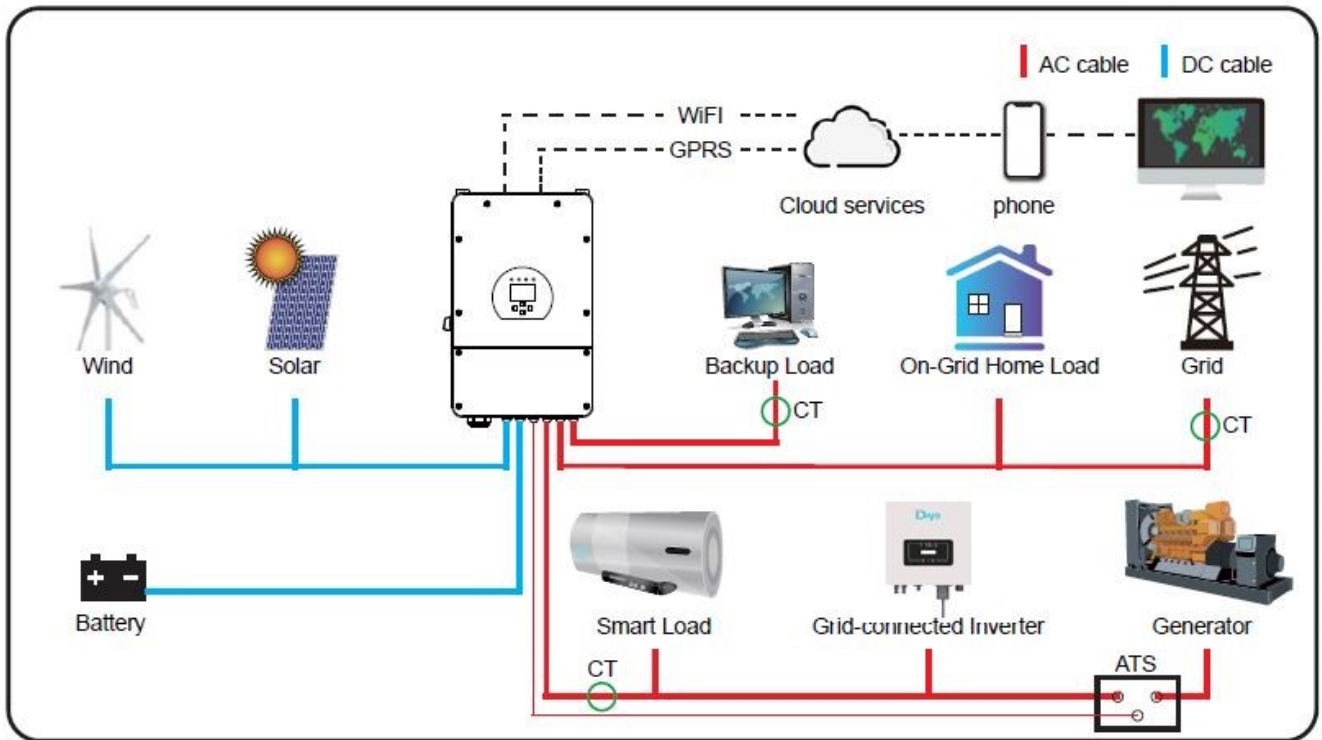 AC cable
DC cable
WiFI
GPRS
Cloud services
phone
Wind
Solar
Backup Load
On-Grid Home Load
Grid
CT
CT
Battery
Smart Load
Grid-connected Inverter
Generator
CT
ATS